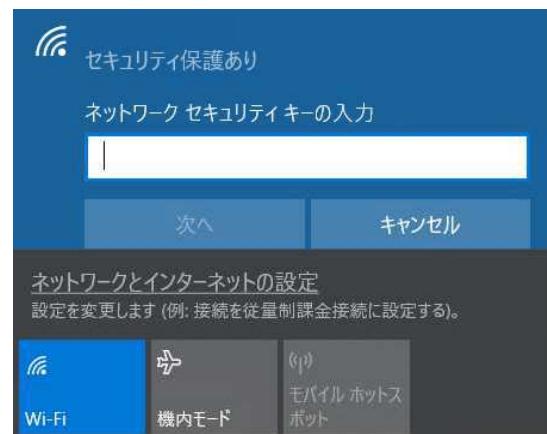 セキュリティ保護あり
ネットワーク セキュリティ キーの入力
次へ
キャンセル
ネットワークとインターネットの設定
設定を変更します (例: 接続を従量制課金接続に設定する)。
Wi-Fi
機内モード
モバイル ホットス
ポット